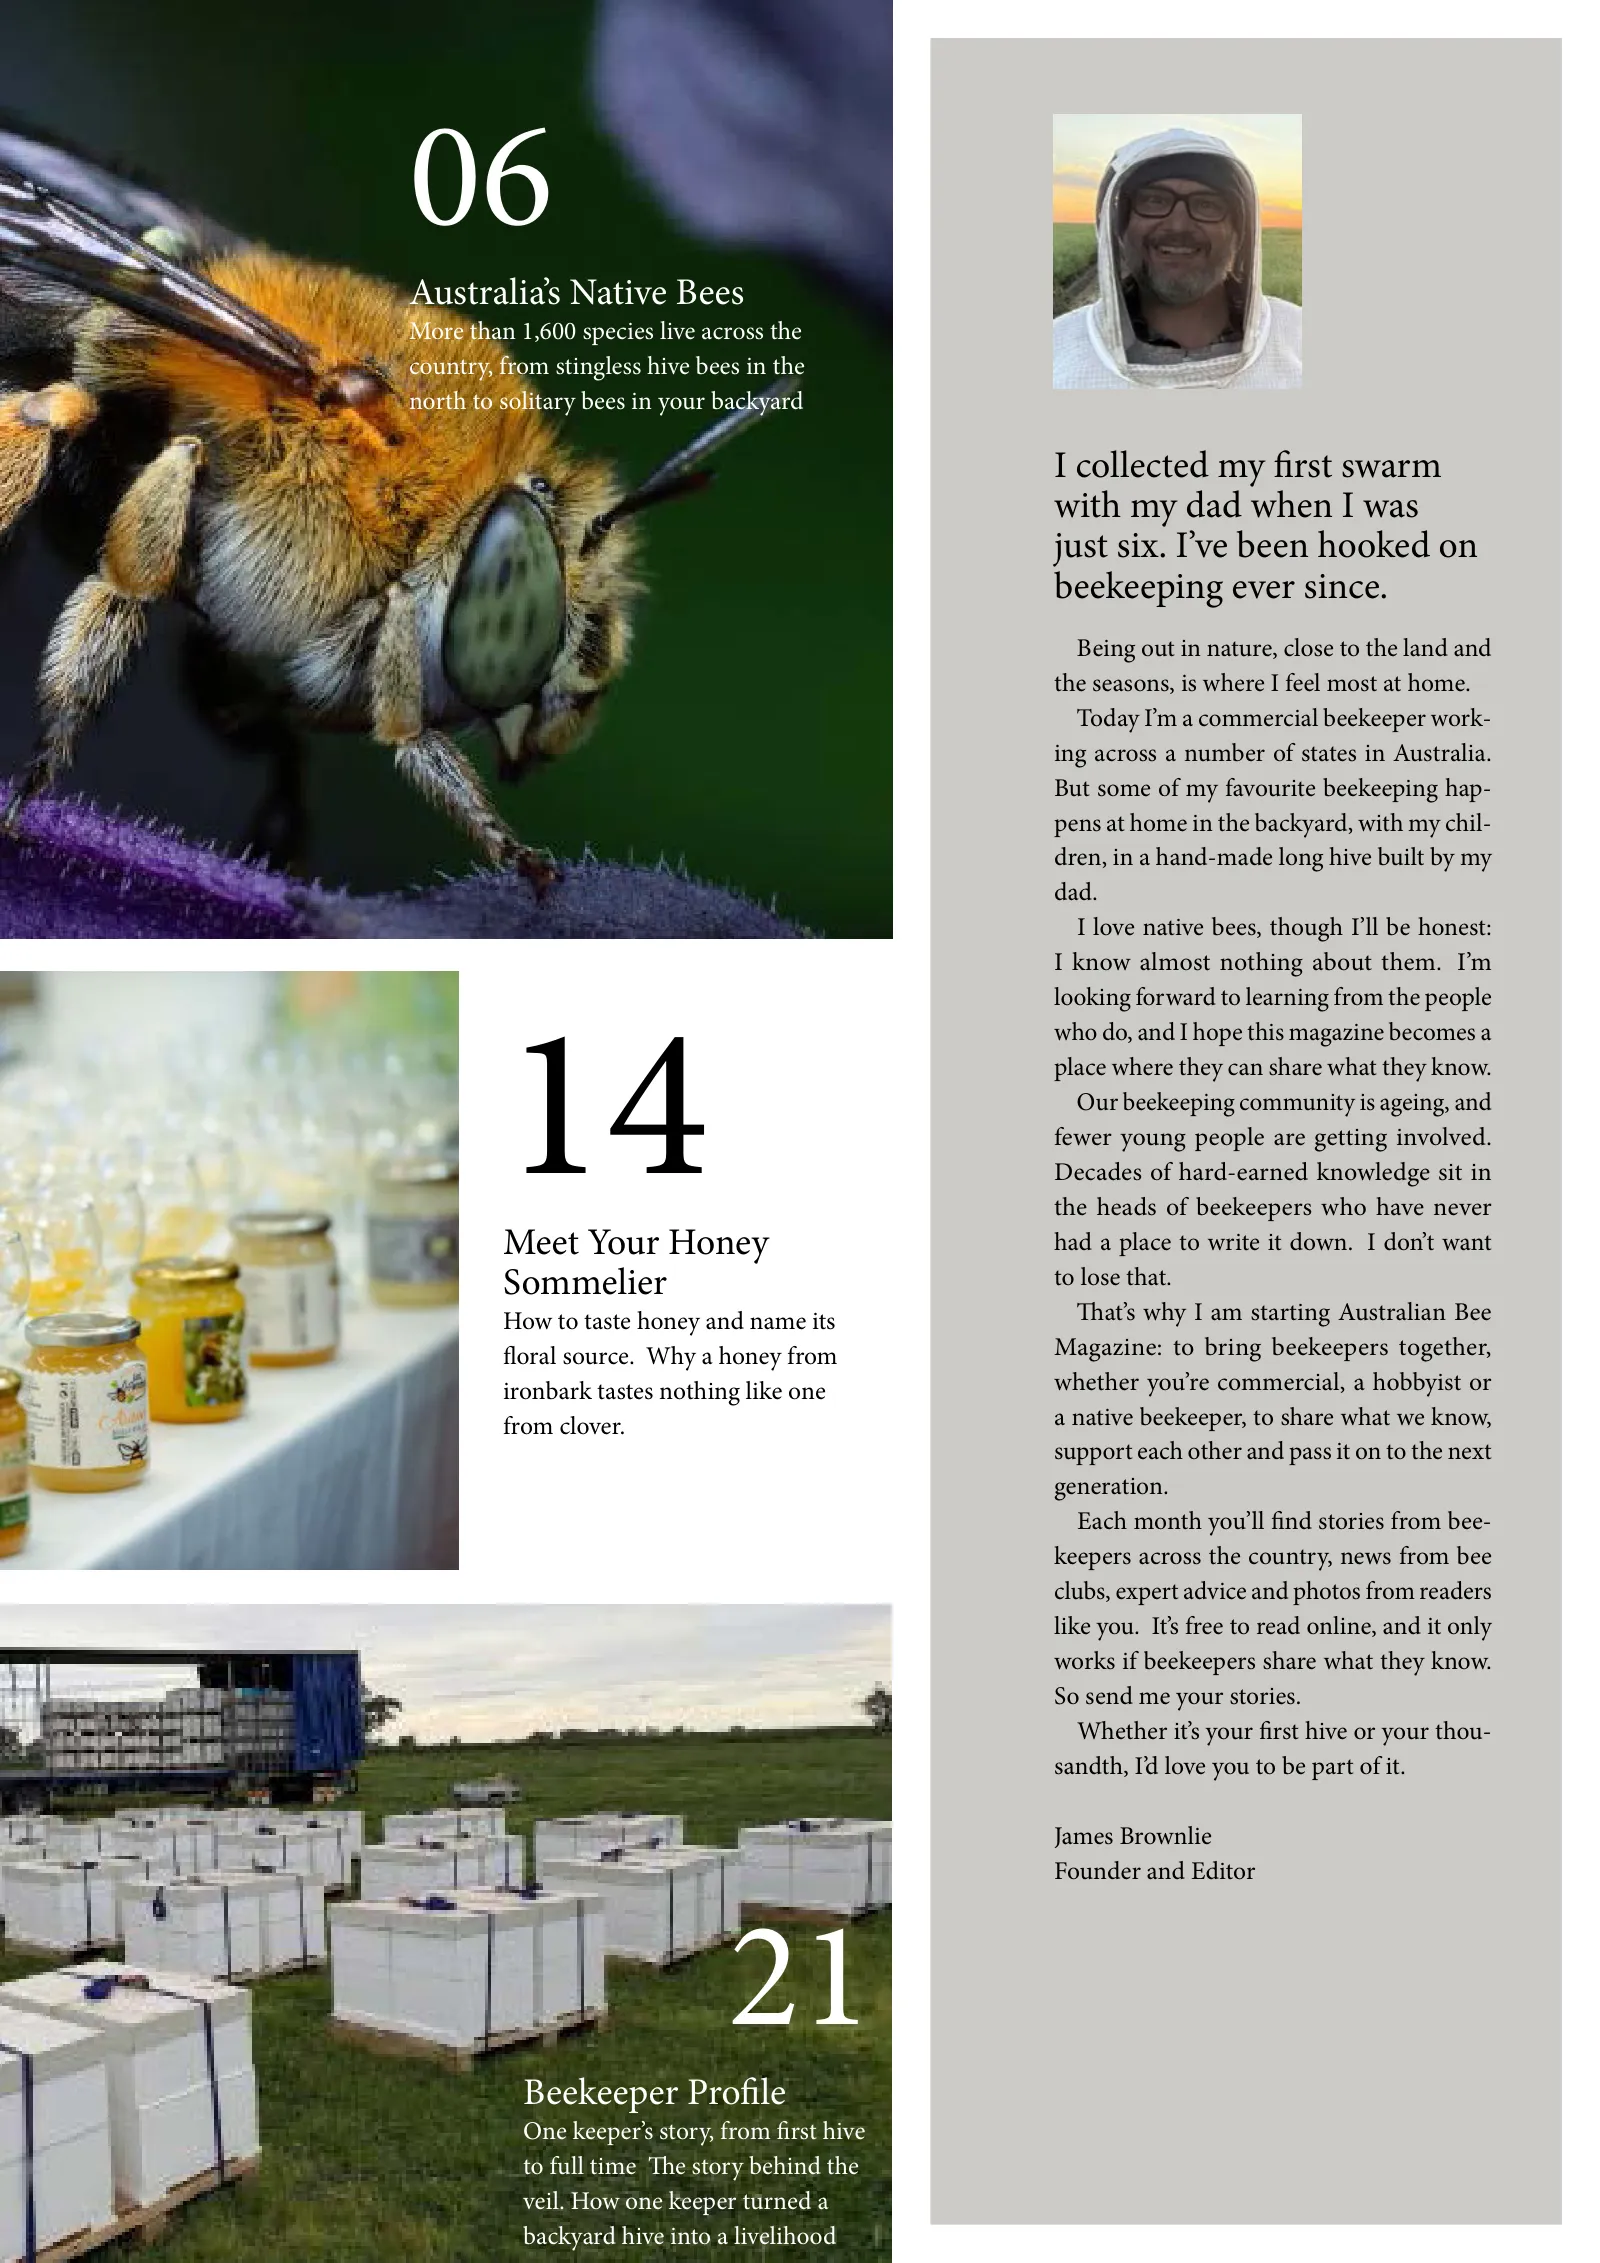 06
Australia's Native Bees
More than 1,600 species live across the
country, from stingless hive bees in the
north to solitary bees in your backyard
14
Meet Your Honey
Sommelier
How to taste honey and name its
floral source.  Why a honey from
ironbark tastes nothing like one
from clover.
21
Beekeeper Profile
One keeper's story, from first hive
to full time  The story behind the
veil. How one keeper turned a
backyard hive into a livelihood
I collected my first swarm
with my dad when I was
just six. I've been hooked on
beekeeping ever since.
Being out in nature, close to the land and
the seasons, is where I feel most at home.
Today I'm a commercial beekeeper work-
ing across a number of states in Australia.
But some of my favourite beekeeping hap-
pens at home in the backyard, with my chil-
dren, in a hand-made long hive built by my
dad.
I love native bees, though I'll be honest:
I know almost nothing about them.  I'm
looking forward to learning from the people
who do, and I hope this magazine becomes a
place where they can share what they know.
Our beekeeping community is ageing, and
fewer young people are getting involved.
Decades of hard-earned knowledge sit in
the heads of beekeepers who have never
had a place to write it down.  I don't want
to lose that.
That's why I am starting Australian Bee
Magazine: to bring beekeepers together,
whether you're commercial, a hobbyist or
a native beekeeper, to share what we know,
support each other and pass it on to the next
generation.
Each month you'll find stories from bee-
keepers across the country, news from bee
clubs, expert advice and photos from readers
like you.  It's free to read online, and it only
works if beekeepers share what they know.
So send me your stories.
Whether it's your first hive or your thou-
sandth, I'd love you to be part of it.
James Brownlie
Founder and Editor